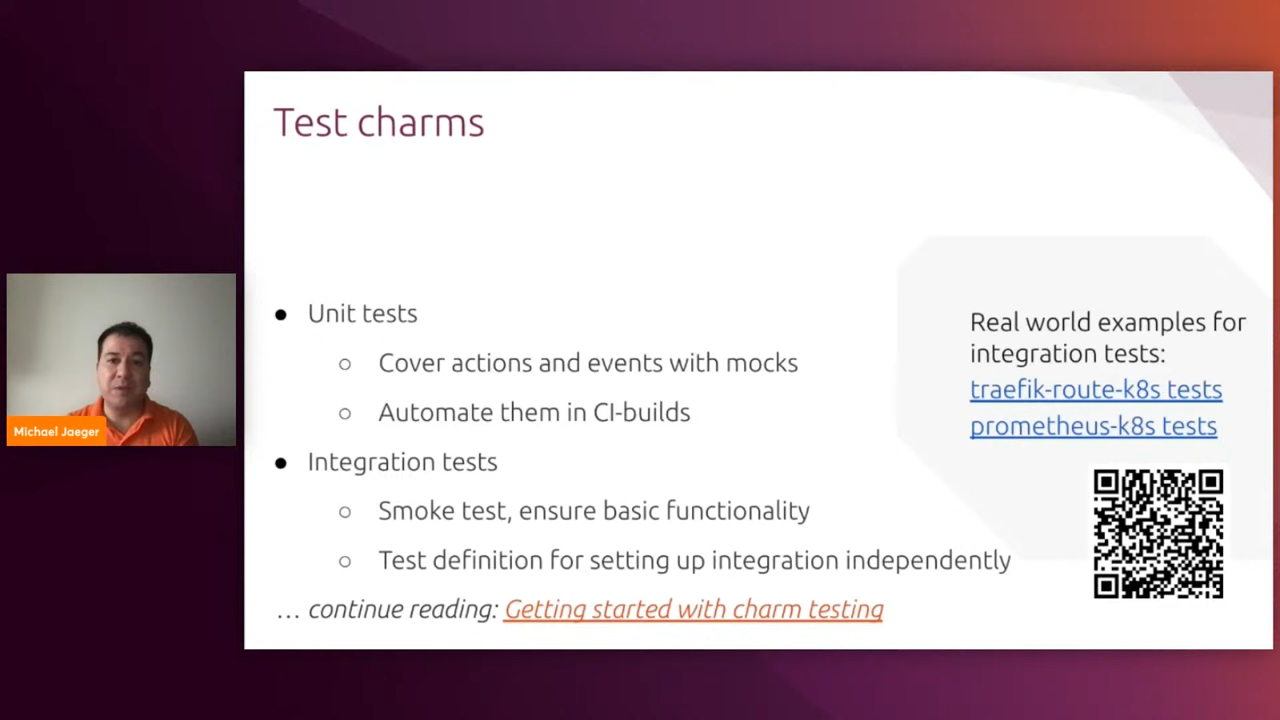 Test charms
● Unit tests
○ Cover actions and events with mocks
○ Automate them in CI-builds
● Integration tests
○ Smoke test, ensure basic functionality
○ Test definition for setting up integration independently
… continue reading: Getting started with charm testing
Real world examples for
integration tests:
traefik-route-k8s tests
prometheus-k8s tests
Michael Jaeger